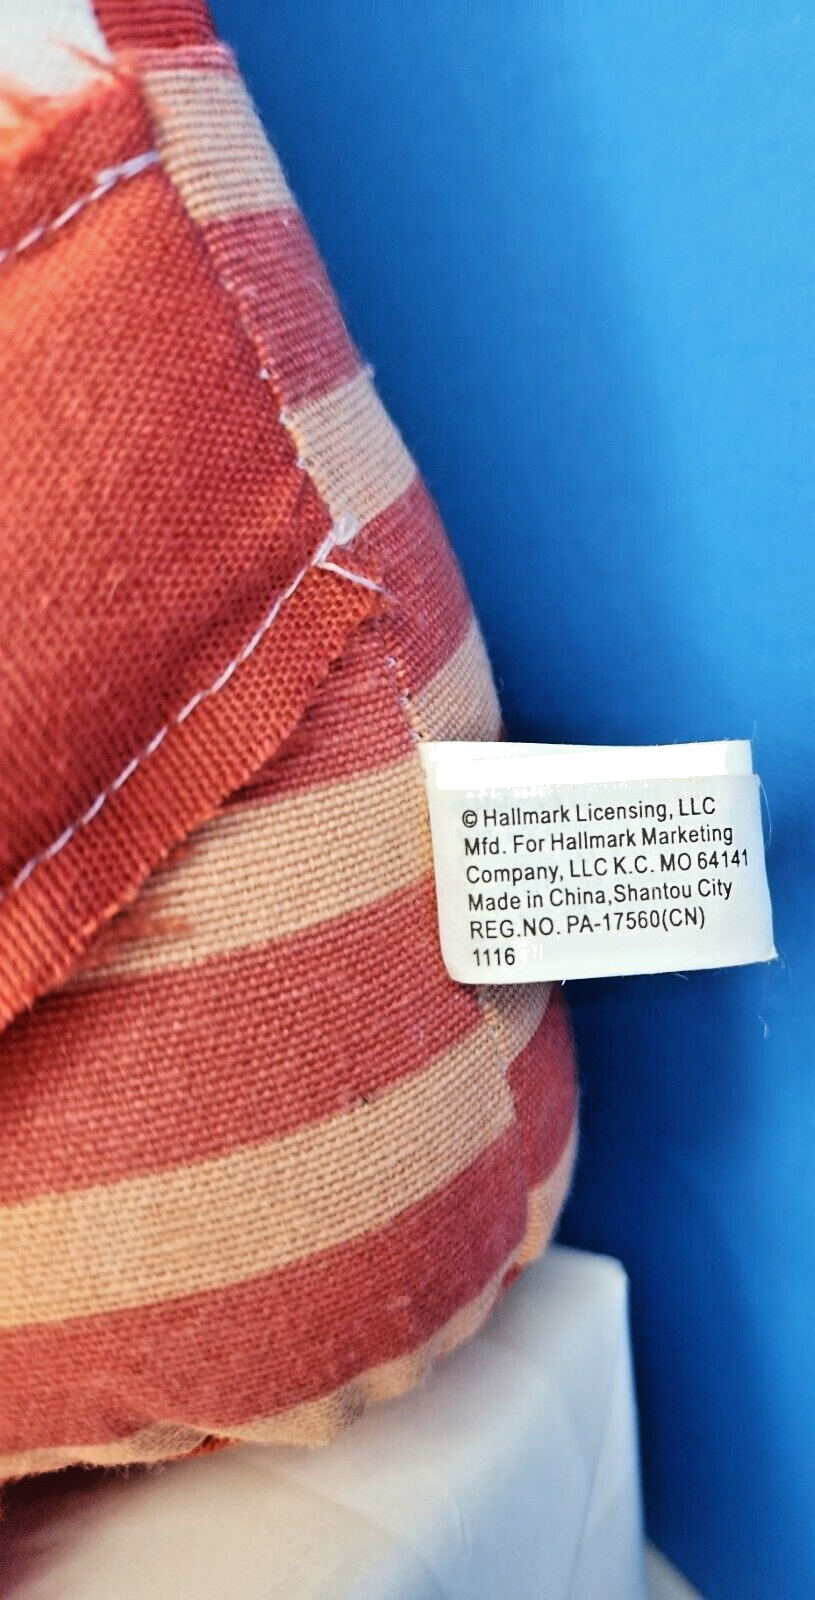 © Hallmark Licensing, LLC
Mfd. For Hallmark Marketing
Company, LLC K.C. MO 64141
Made in China,Shantou City
REG.NO. PA-17560(CN)
1116